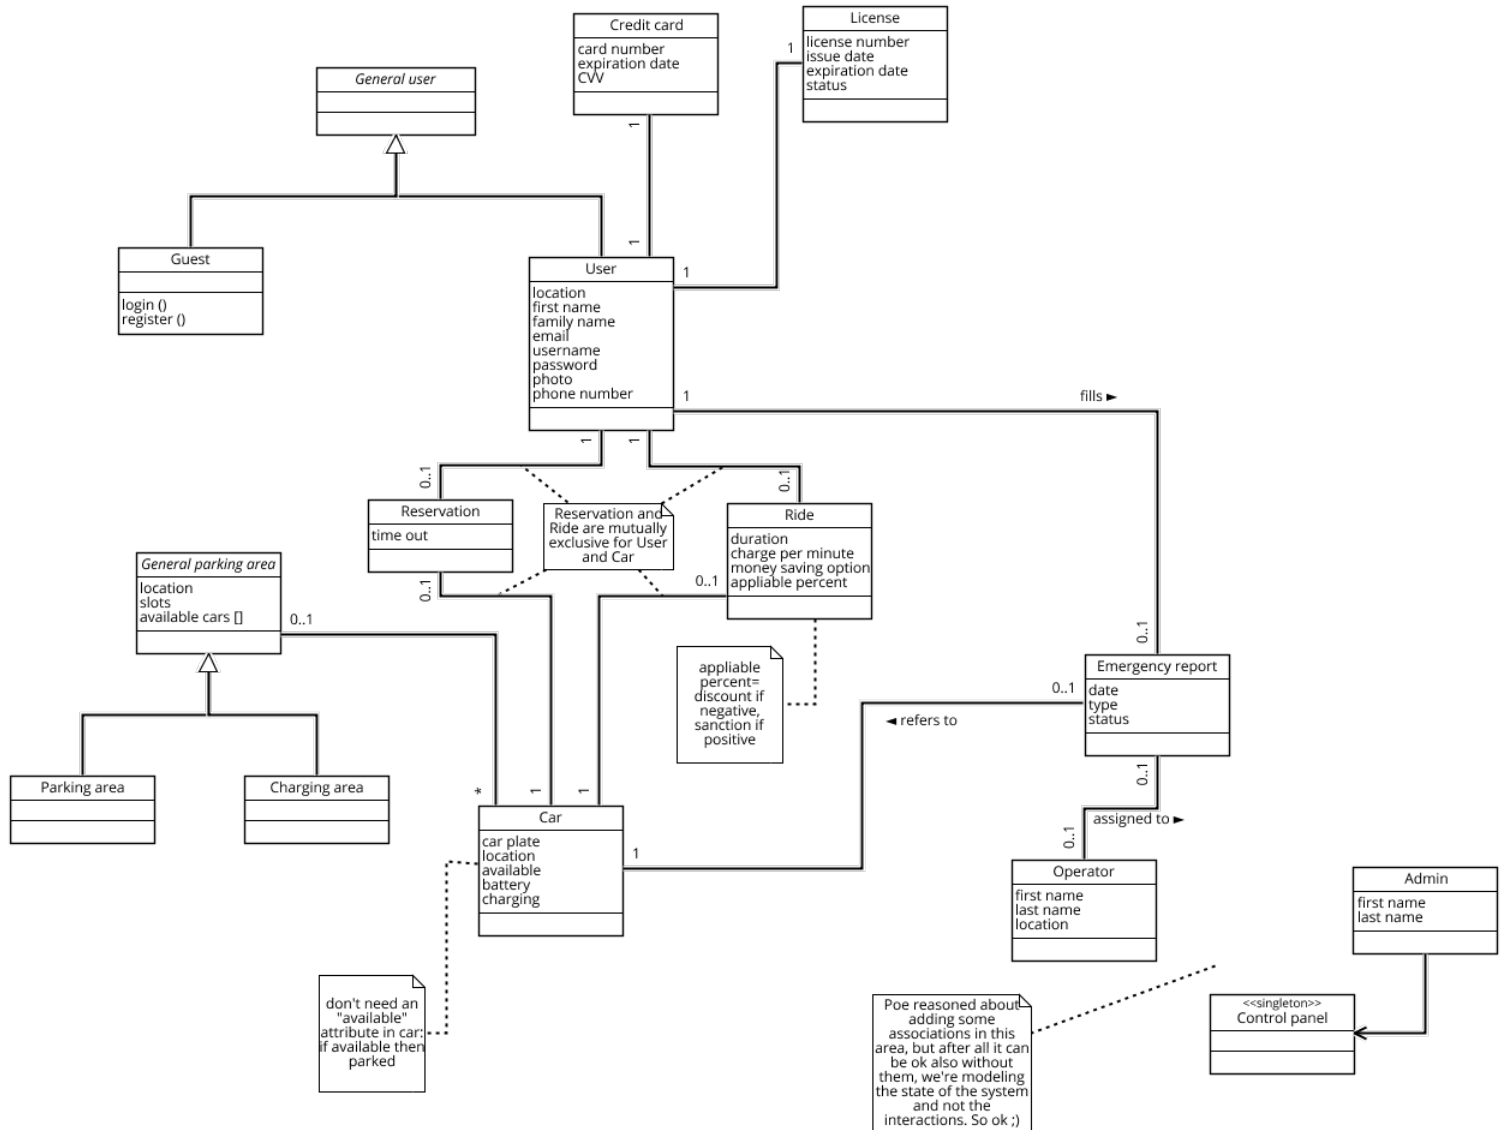 License
license number
issue date
expiration date
status
Credit card
card number
expiration date
CVV
1
General user
1
1
Guest
login ()
register ()
User
location
first name
family name
email
username
password
photo
phone number
1
1
fills ►
1
1
0..1
0..1
Reservation
time out
Reservation and
Ride are mutually
exclusive for User
and Car
Ride
duration
charge per minute
money saving option
appliable percent
General parking area
location
slots
available cars []
0..1
0..1
0..1
0..1
appliable
percent=
discount if
negative,
sanction if
positive
Emergency report
date
type
status
0..1
◄ refers to
Parking area
Charging area
*
1
1
0..1
Car
car plate
location
available
battery
charging
1
assigned to ►
0..1
Operator
first name
last name
location
Admin
first name
last name
don't need an
"available"
attribute in car:
if available then
parked
Poe reasoned about
adding some
associations in this
area, but after all it can
be ok also without
them, we're modeling
the state of the system
and not the
interactions. So ok ;)
<<singleton>>
Control panel